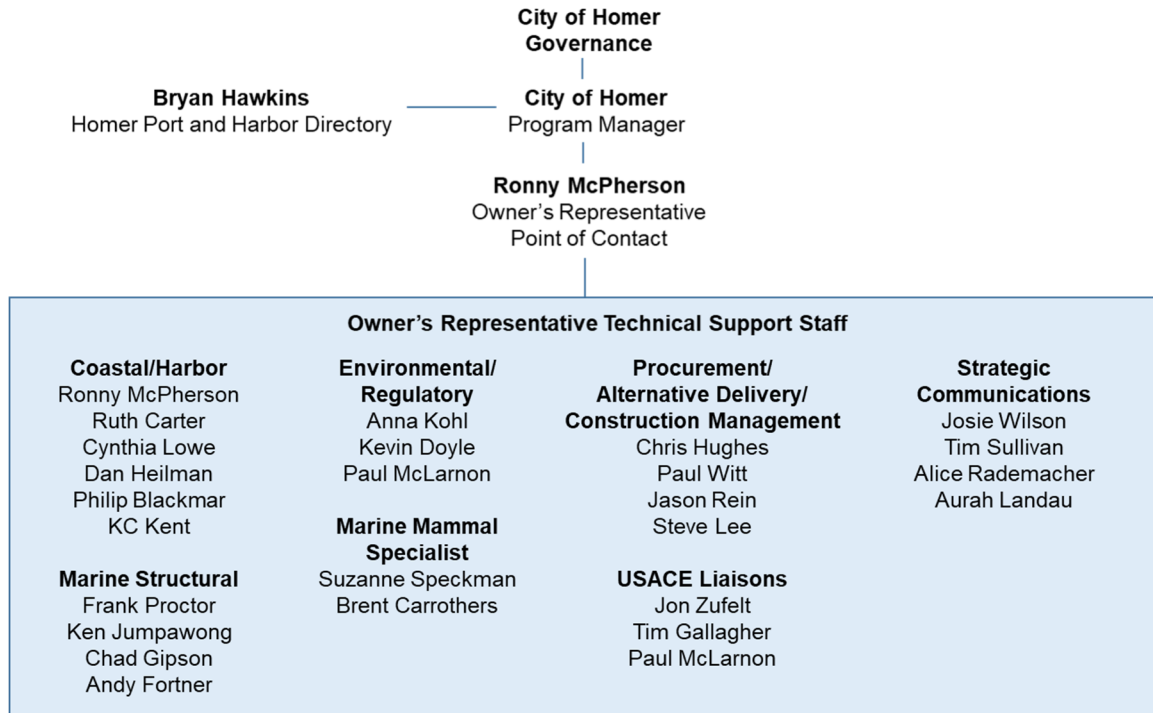 City of Homer
Governance
Bryan Hawkins
Homer Port and Harbor Directory
City of Homer
Program Manager
Ronny McPherson
Owner's Representative
Point of Contact
Owner's Representative Technical Support Staff
Coastal/Harbor
Ronny McPherson
Ruth Carter
Cynthia Lowe
Dan Heilman
Philip Blackmar
KC Kent
Marine Structural
Frank Proctor
Ken Jumpawong
Chad Gipson
Andy Fortner
Environmental/
Regulatory
Anna Kohl
Kevin Doyle
Paul McLarnon
Marine Mammal
Specialist
Suzanne Speckman
Brent Carrothers
Procurement/
Alternative Delivery/
Construction Management
Chris Hughes
Paul Witt
Jason Rein
Steve Lee
USACE Liaisons
Jon Zufelt
Tim Gallagher
Paul McLarnon
Strategic
Communications
Josie Wilson
Tim Sullivan
Alice Rademacher
Aurah Landau